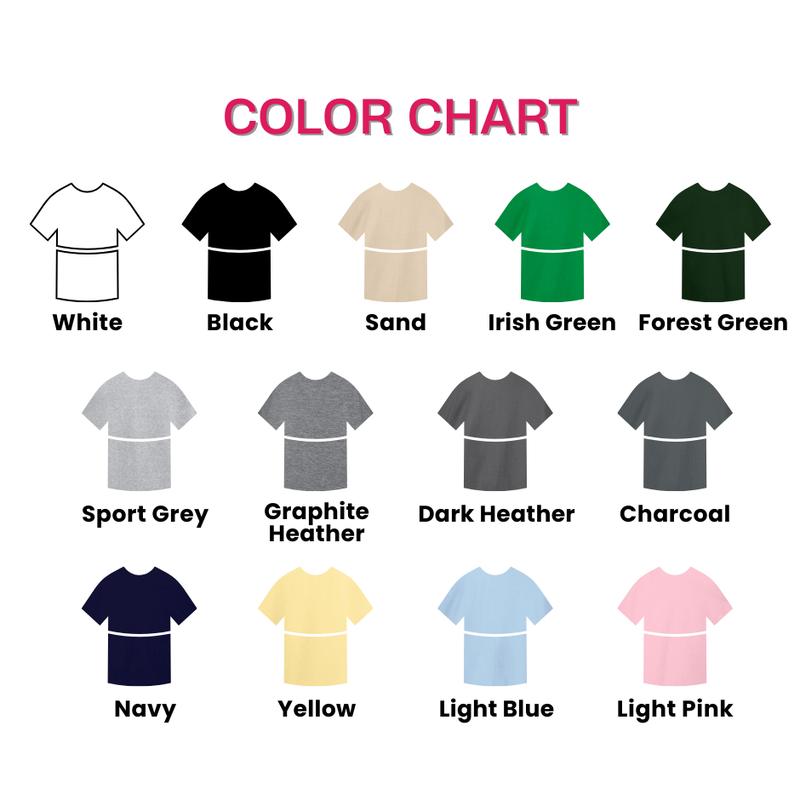 COLOR CHART
White
Black
Sand
Irish Green
Forest Green
Sport Grey
Graphite
Heather
Dark Heather
Charcoal
Navy
Yellow
Light Blue
Light Pink